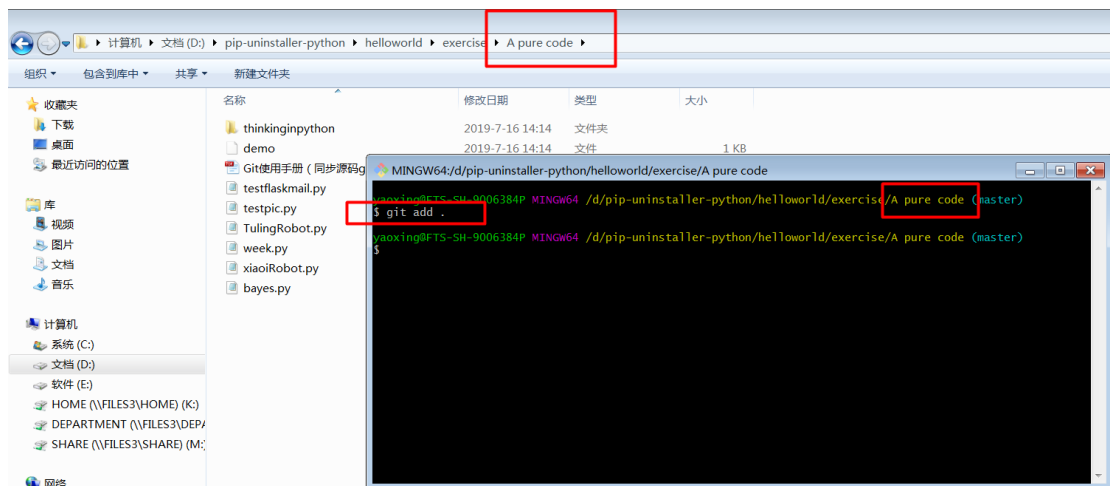 计算机 ▸ 文档 (D:) ▸ pip-uninstaller-python ▸ helloworld ▸ exercise ▸ A pure code ▸
组织 包含到库中 共享 新建文件夹
收藏夹
下载
桌面
最近访问的位置
库
视频
图片
文档
音乐
计算机
系统 (C:)
文档 (D:)
软件 (E:)
HOME (\\FILES3\HOME) (K:)
DEPARTMENT (\\FILES3\DEPA
SHARE (\\FILES3\SHARE) (M:)
网络
名称 修改日期 类型 大小
thinkinginpython 2019-7-16 14:14 文件夹
demo 2019-7-16 14:14 文件 1 KB
Git使用手册 ( 同步源码g
testflaskmail.py
testpic.py
TulingRobot.py
week.py
xiaoiRobot.py
bayes.py
MINGW64:/d/pip-uninstaller-python/helloworld/exercise/A pure code
yaoxing@FTS-SH-9006384P MINGW64 /d/pip-uninstaller-python/helloworld/exercise/A pure code (master)
$ git add .
yaoxing@FTS-SH-9006384P MINGW64 /d/pip-uninstaller-python/helloworld/exercise/A pure code (master)
$